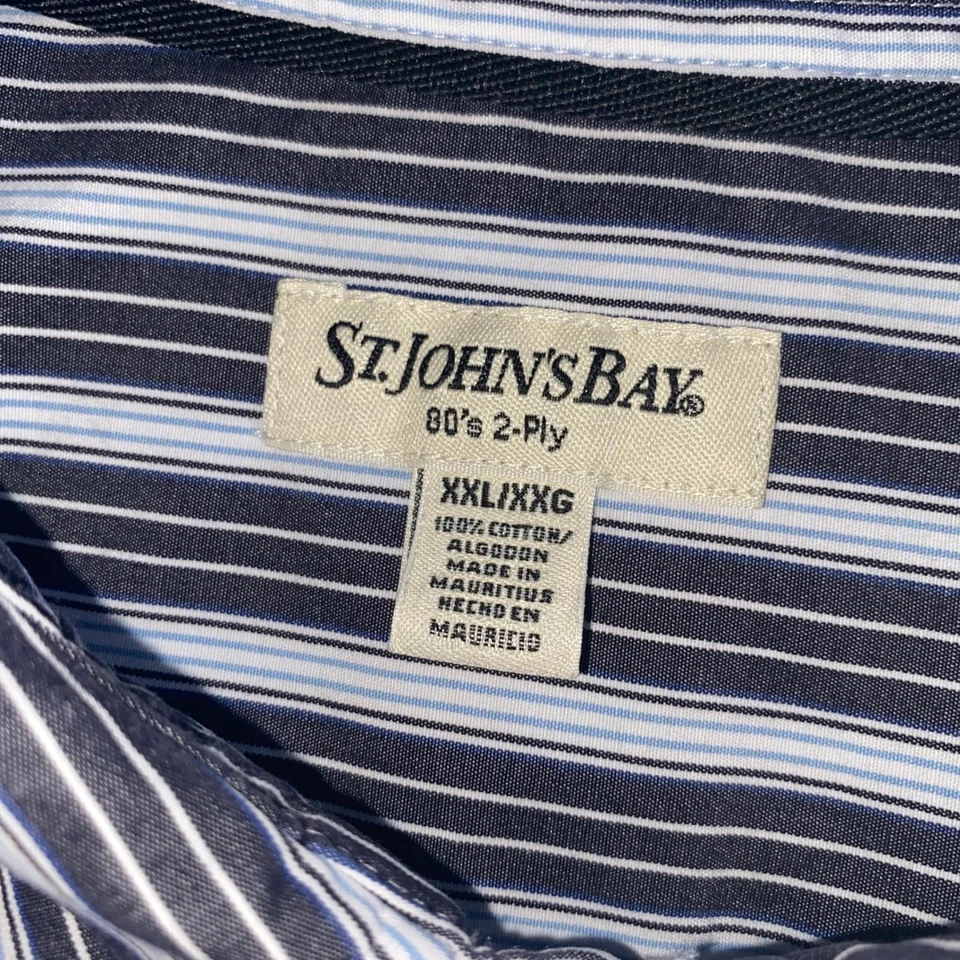 ST. JOHN'S BAY®
80's 2-Ply
XXL/XXG
100% COTTON/
ALGODON
MADE IN
MAURITIUS
HECHO EN
MAURICIO